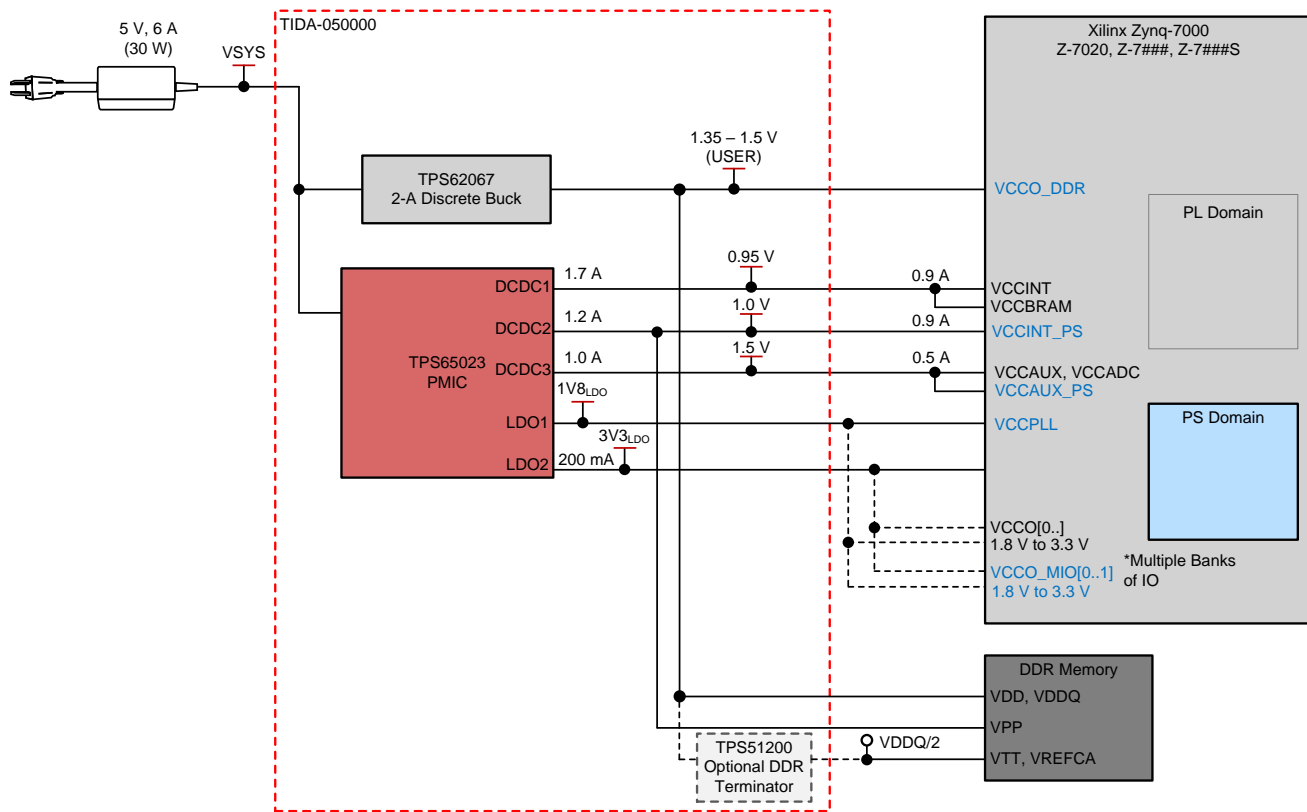 TIDA-050000
5 V, 6 A
(30 W)
VSYS
Xilinx Zynq-7000
Z-7020, Z-7###, Z-7###S
1.35 – 1.5 V
(USER)
TPS62067
2-A Discrete Buck
VCCO_DDR
PL Domain
0.95 V
DCDC1
1.7 A
0.9 A
VCCINT
VCCBRAM
1.0 V
DCDC2
1.2 A
0.9 A
VCCINT_PS
1.5 V
TPS65023
PMIC
DCDC3
1.0 A
0.5 A
VCCAUX, VCCADC
VCCAUX_PS
1V8LDO
LDO1
VCCPLL
PS Domain
3V3LDO
LDO2
200 mA
VCCO[0..]
1.8 V to 3.3 V
VCCO_MIO[0..1]
1.8 V to 3.3 V
*Multiple Banks
of IO
DDR Memory
VDD, VDDQ
VPP
TPS51200
Optional DDR
Terminator
VDDQ/2
VTT, VREFCA